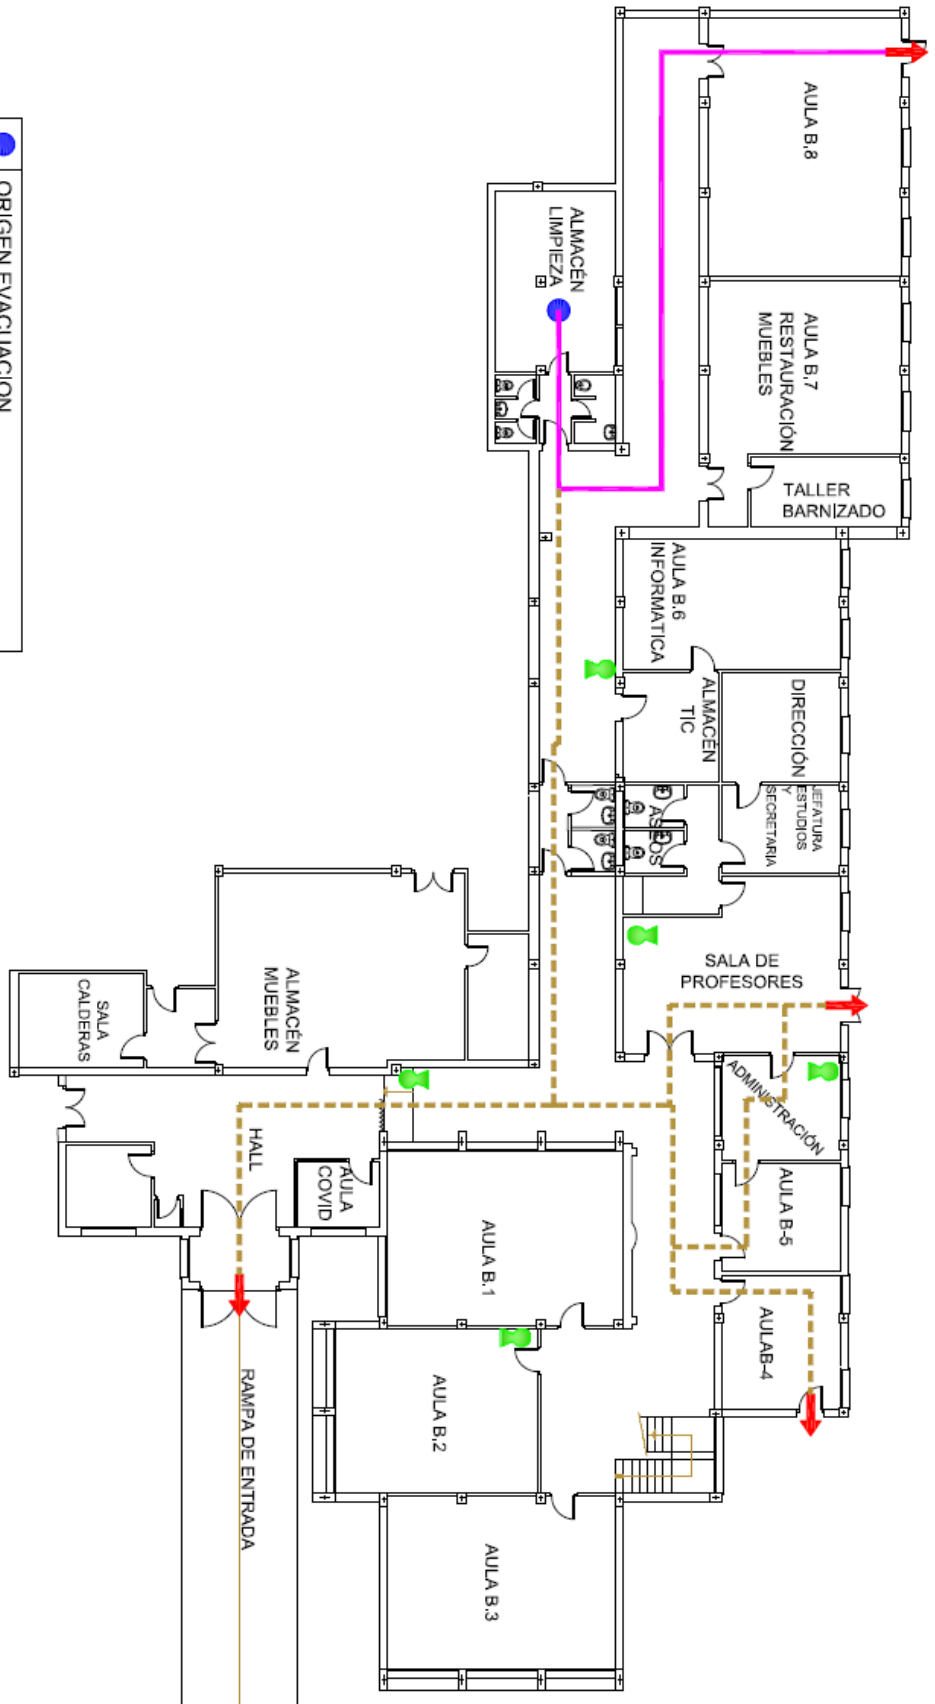 AULA B.8
ORIGEN EVACUACION
ALMACÉN
LIMPIEZA
AULA B.7
RESTAURACIÓN
MUEBLES
TALLER
BARNIZADO
AULA B.6
INFORMATICA
ALMACÉN
TIC
DIRECCIÓN
JEFATURA
ESTUDIOS
Y
SECRETARIA
ASEOS
SALA DE
PROFESORES
ALMACÉN
MUEBLES
SALA
CALDERAS
ADMINISTRACIÓN
HALL
AULA
COVID
AULA B-5
AULA B.1
AULAB-4
AULA B.2
RAMPA DE ENTRADA
AULA B.3